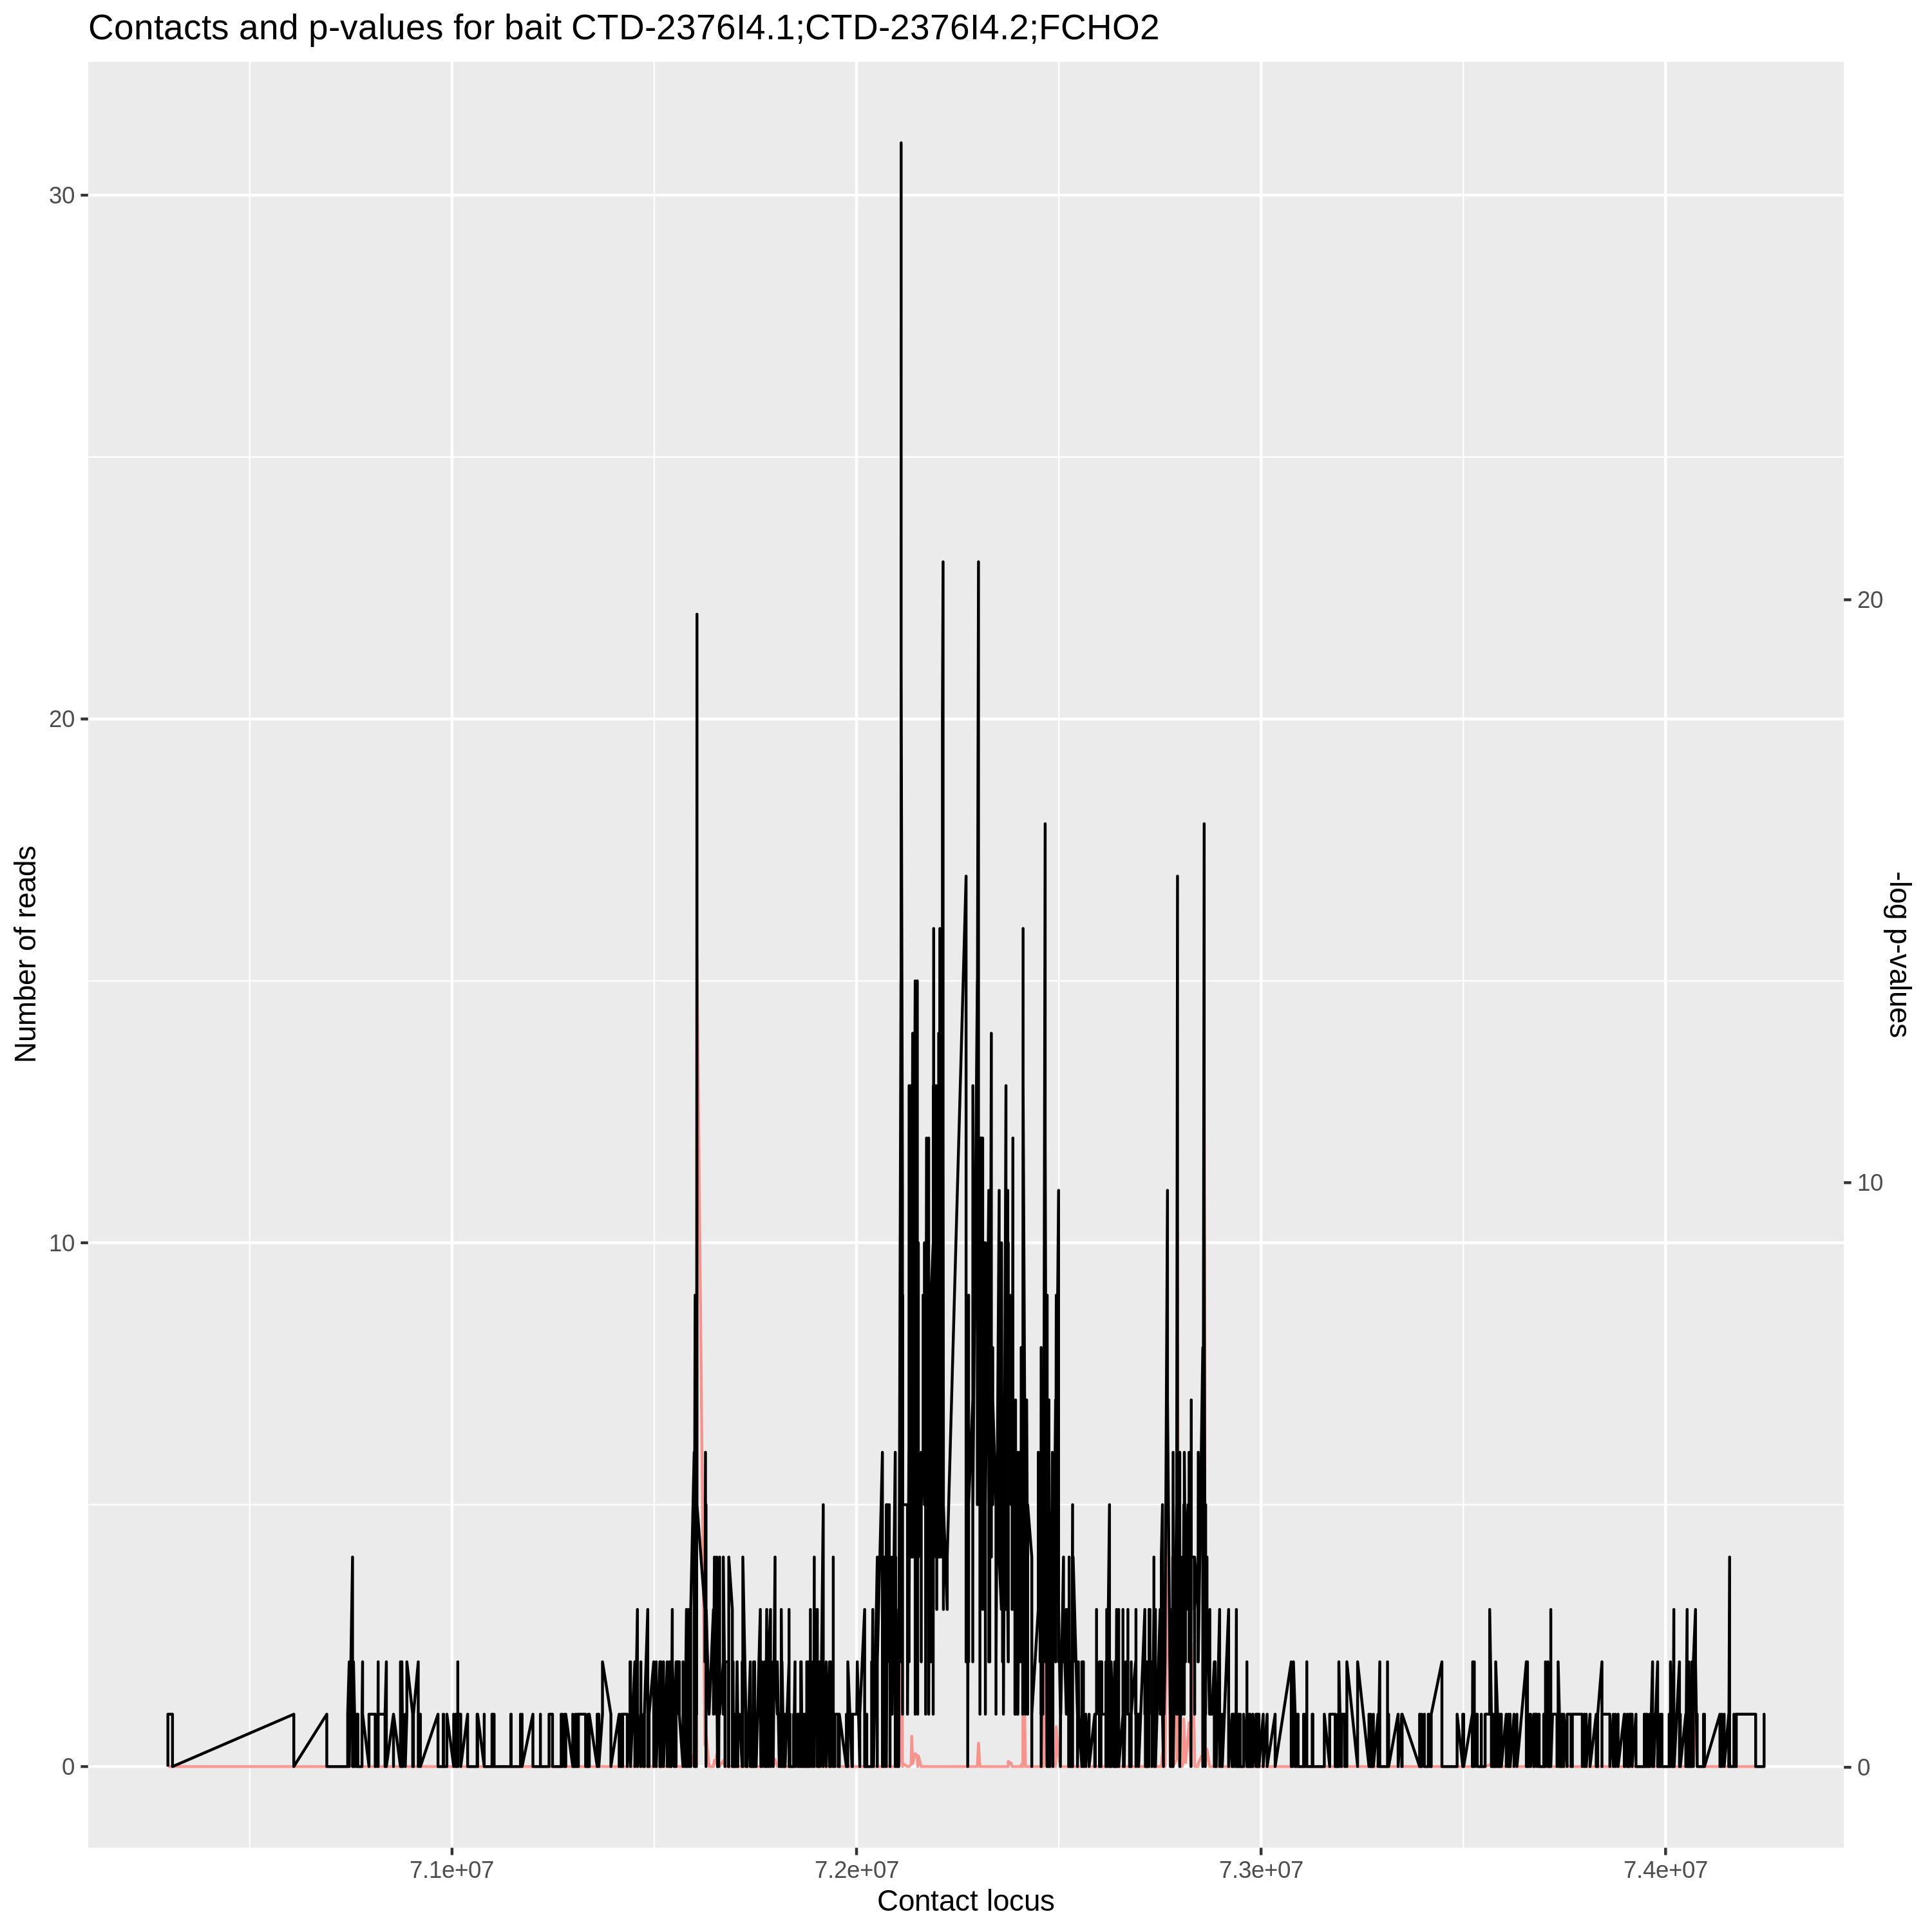 Contacts and p-values for bait CTD-2376I4.1;CTD-2376I4.2;FCHO2
30
20
10
0
Number of reads
20
10
0
-log p-values
7.1e+07 7.2e+07 7.3e+07 7.4e+07
Contact locus